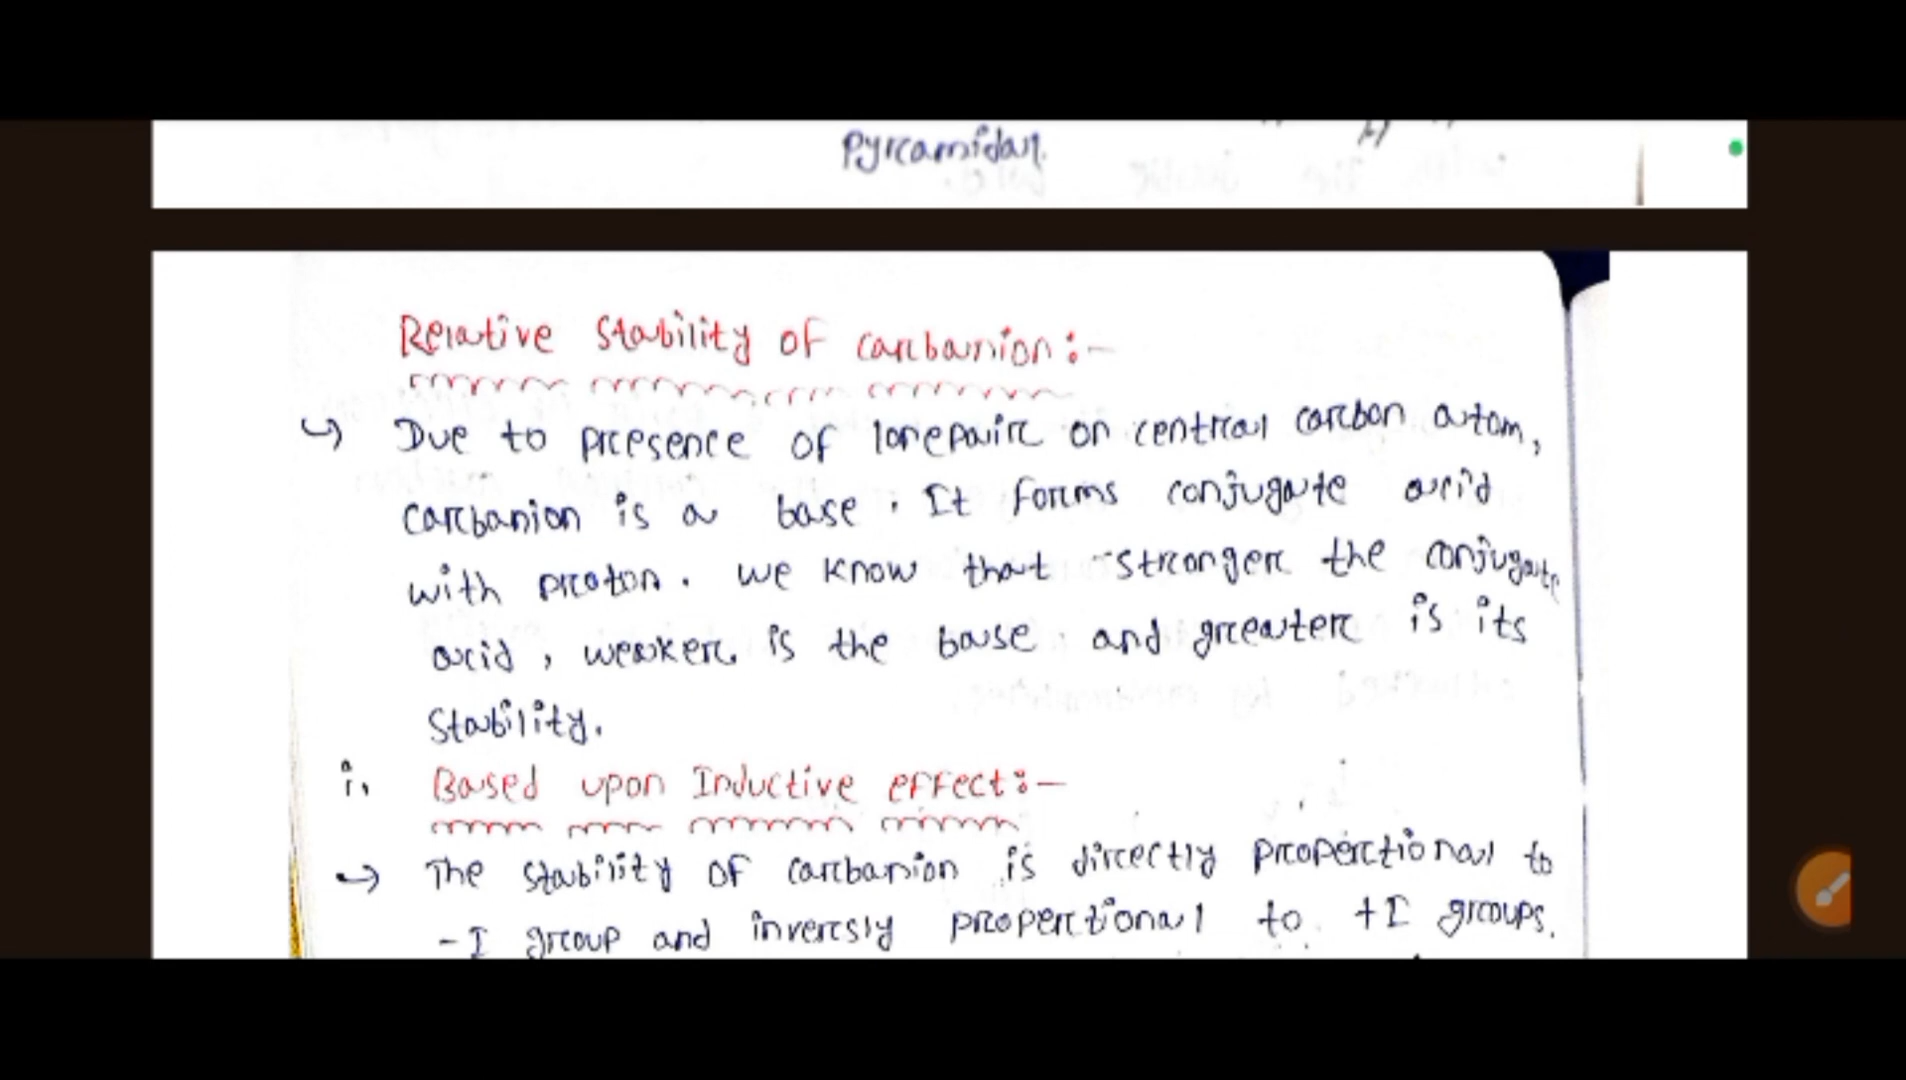 Pyramidal.
Relative Stability of carbanion :-
↪ Due to presence of lonepair on central carbon atom,
carbanion is a base. It forms conjugate acid
with proton. we know that stronger the conjugate
acid, weaker is the base and greater is its
stability.
i. Based upon Inductive effect :-
→ The stability of carbanion is directly proportional to
-I group and inversly proportional to +I groups.